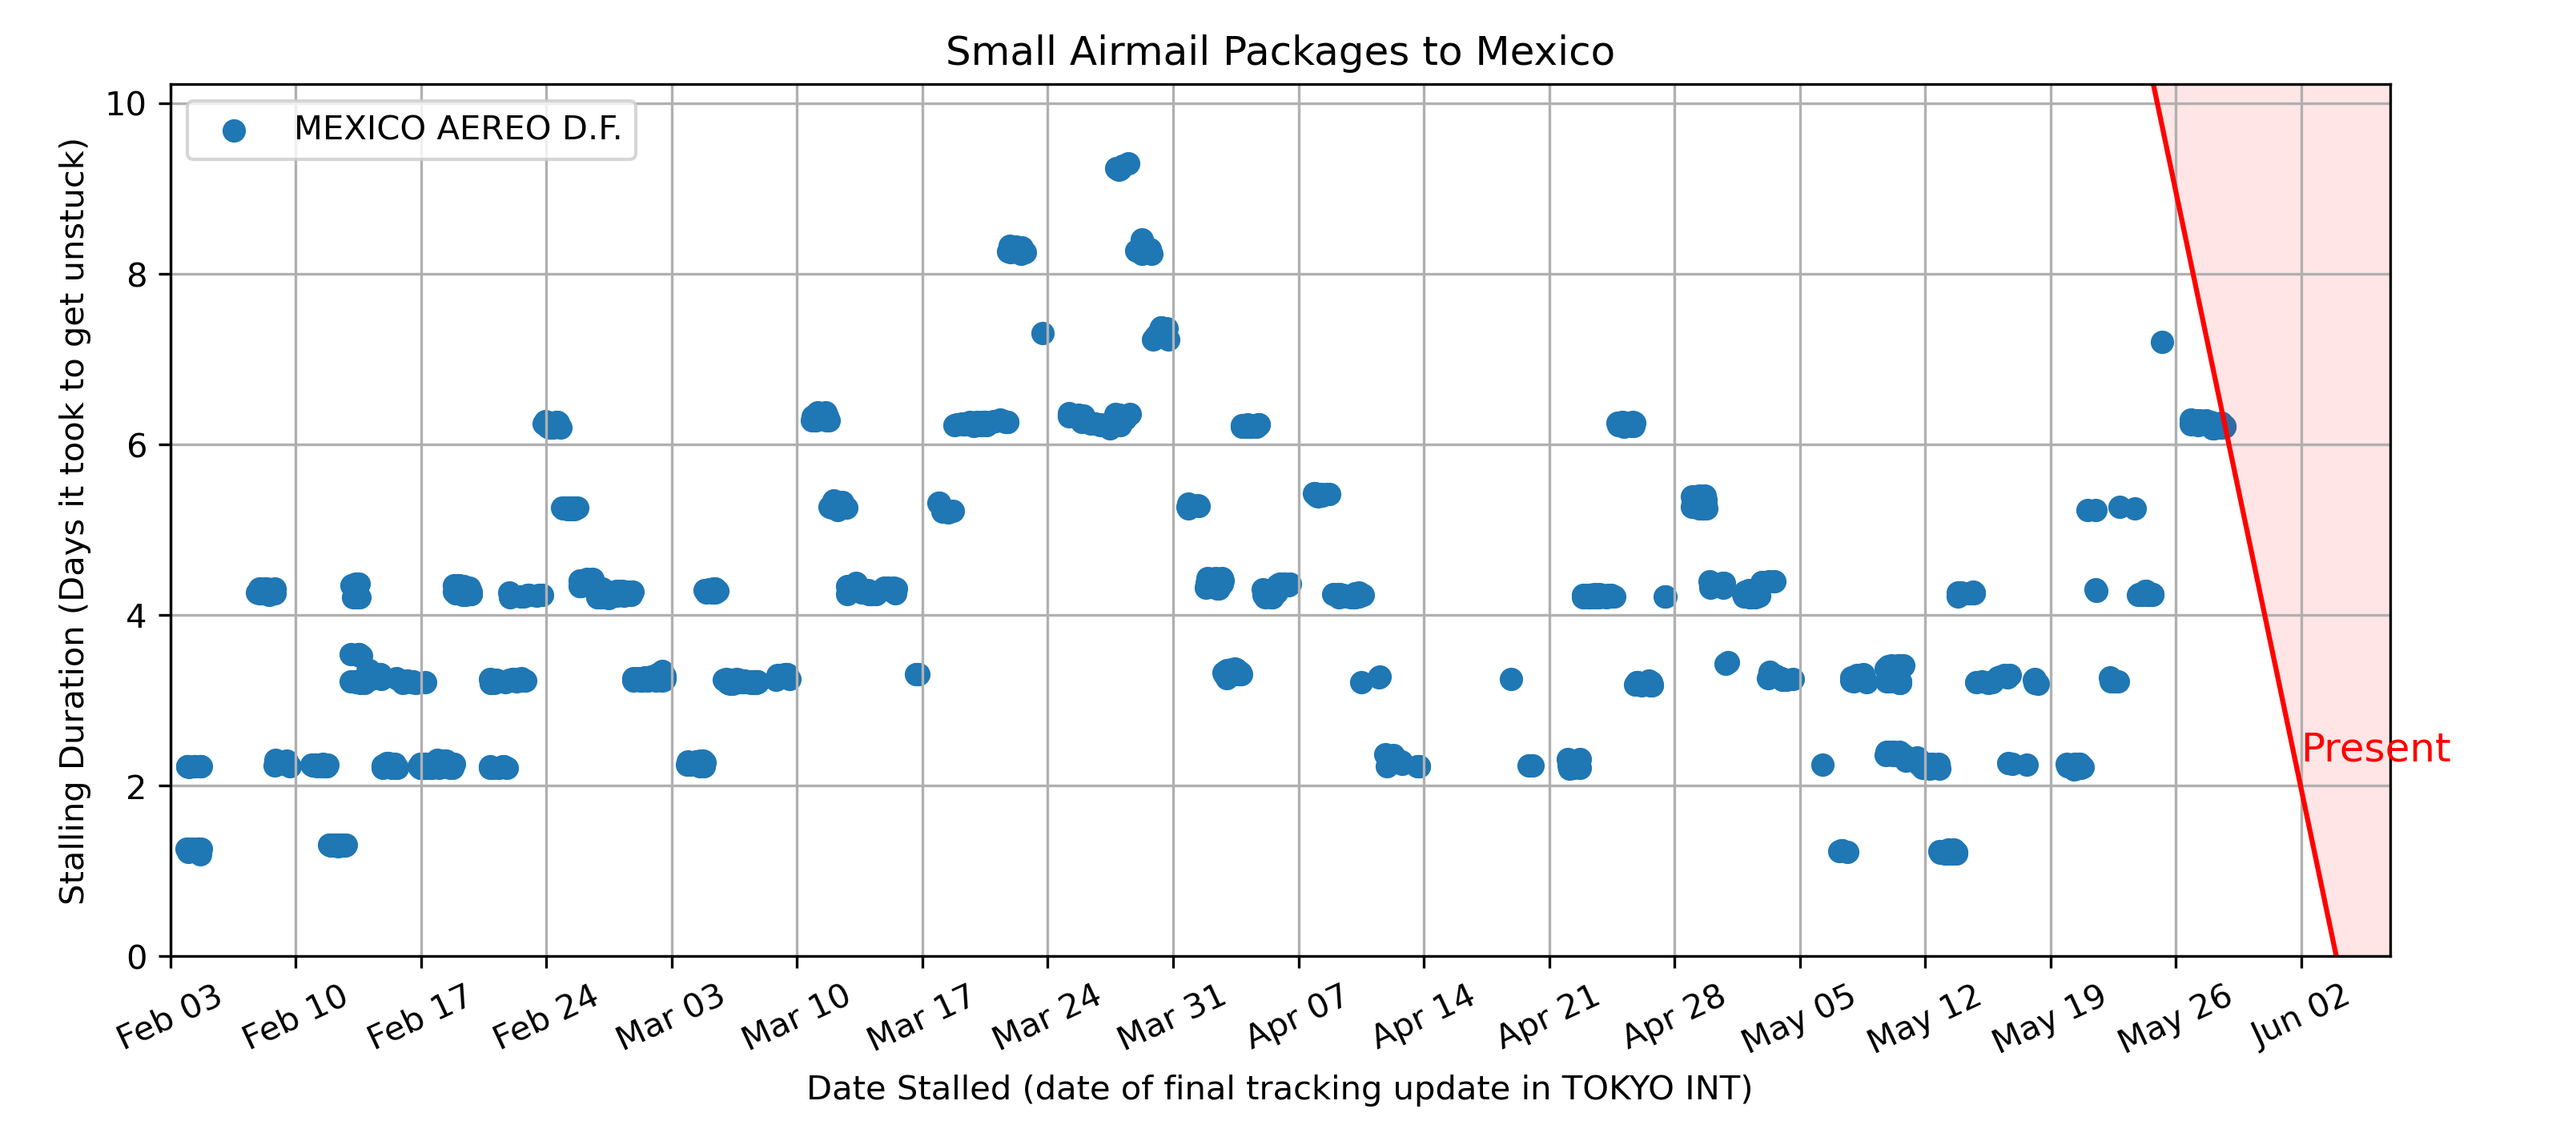 Small Airmail Packages to Mexico
MEXICO AEREO D.F.
Stalling Duration (Days it took to get unstuck)
10
8
6
4
2
0
Present
Feb 03
Feb 10
Feb 17
Feb 24
Mar 03
Mar 10
Mar 17
Mar 24
Mar 31
Apr 07
Apr 14
Apr 21
Apr 28
May 05
May 12
May 19
May 26
Jun 02
Date Stalled (date of final tracking update in TOKYO INT)